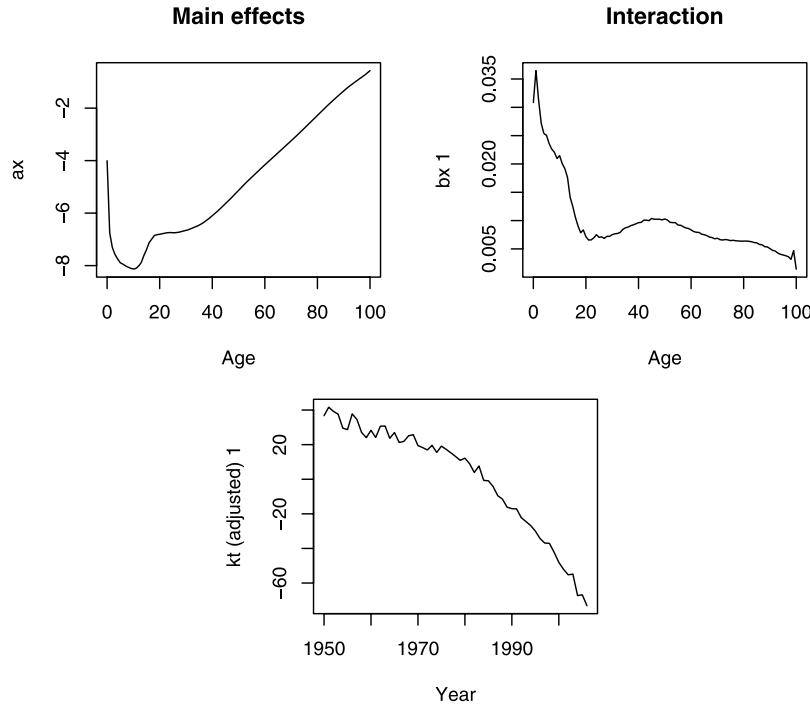 Main effects
ax
−2
−4
−6
−8
0 20 40 60 80 100
Age
Interaction
bx 1
0.035
0.020
0.005
0 20 40 60 80 100
Age
kt (adjusted) 1
20
−20
−60
1950 1970 1990
Year